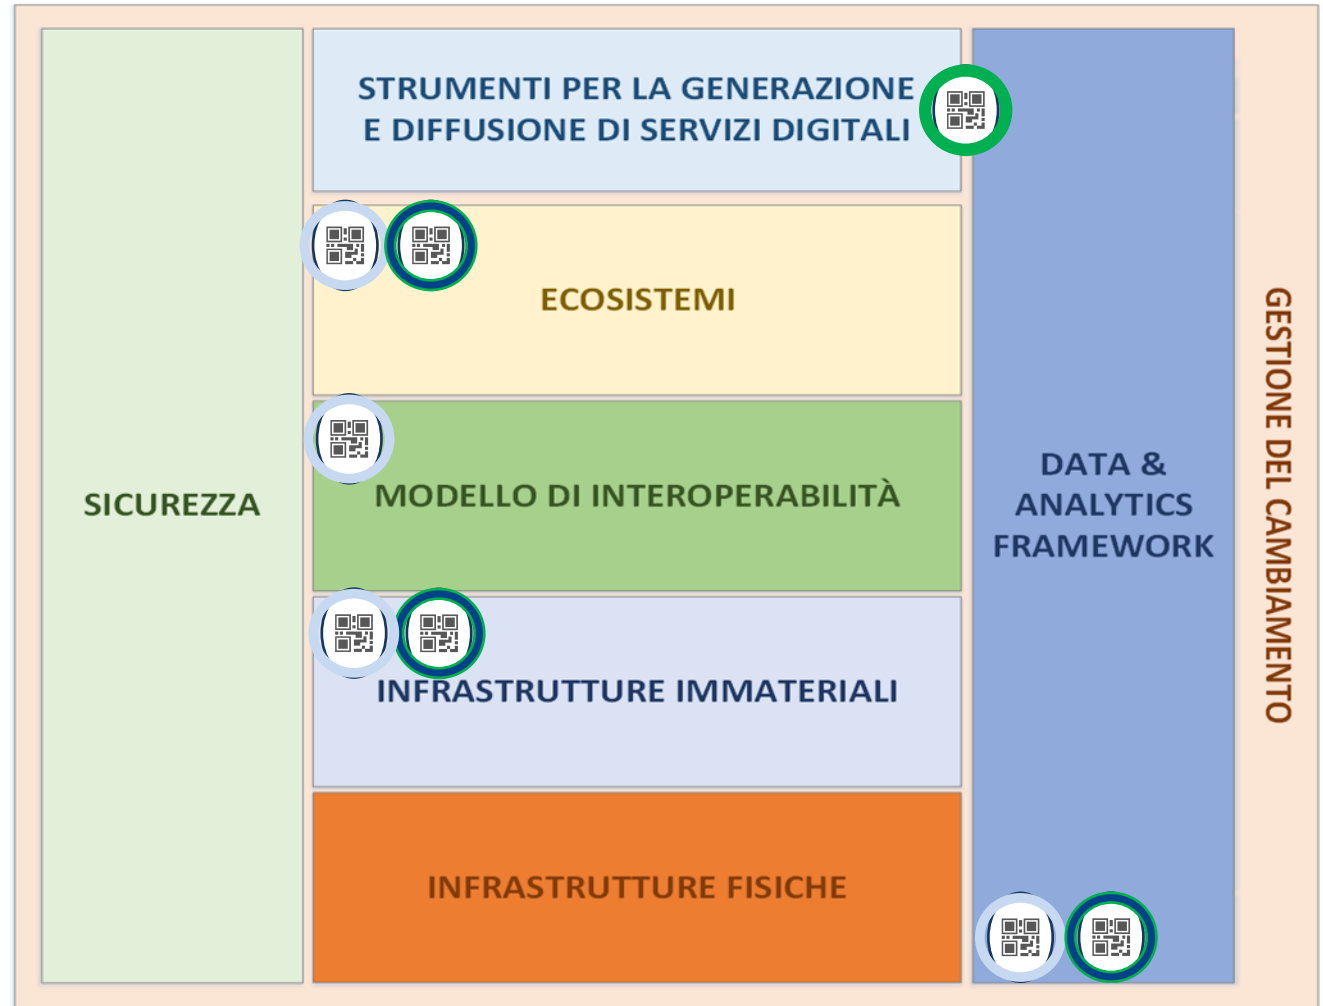 STRUMENTI PER LA GENERAZIONE
E DIFFUSIONE DI SERVIZI DIGITALI
ECOSISTEMI
SICUREZZA
MODELLO DI INTEROPERABILITÀ
DATA &
ANALYTICS
FRAMEWORK
GESTIONE DEL CAMBIAMENTO
INFRASTRUTTURE IMMATERIALI
INFRASTRUTTURE FISICHE